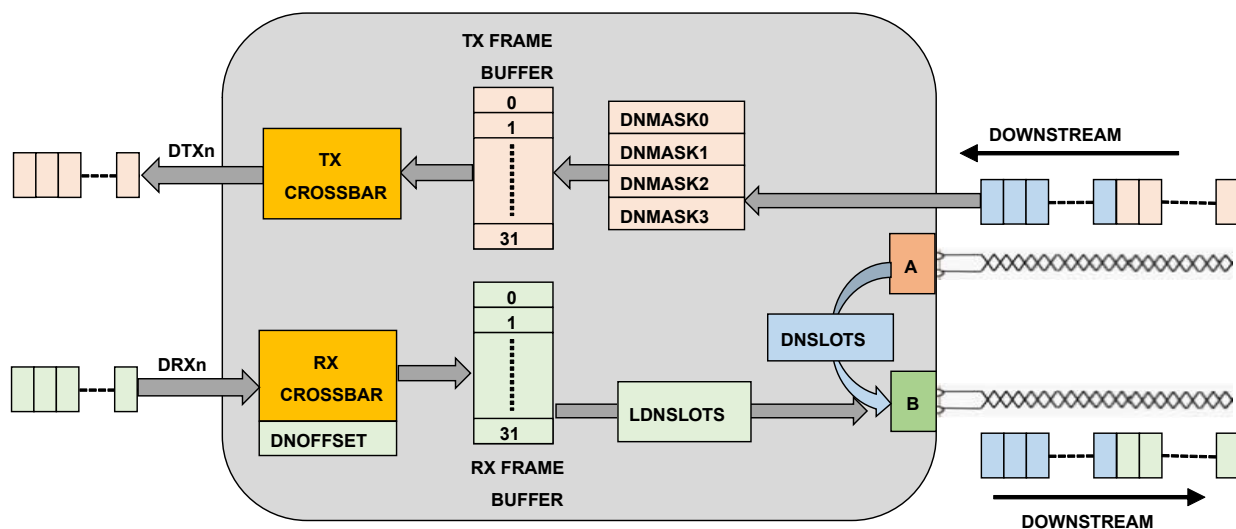 TX FRAME
BUFFER
0
1
31
DNMASK0
DNMASK1
DNMASK2
DNMASK3
DOWNSTREAM
DTXn
TX
CROSSBAR
A
DNSLOTS
B
0
1
31
DRXn
RX
CROSSBAR
DNOFFSET
LDNSLOTS
RX FRAME
BUFFER
DOWNSTREAM